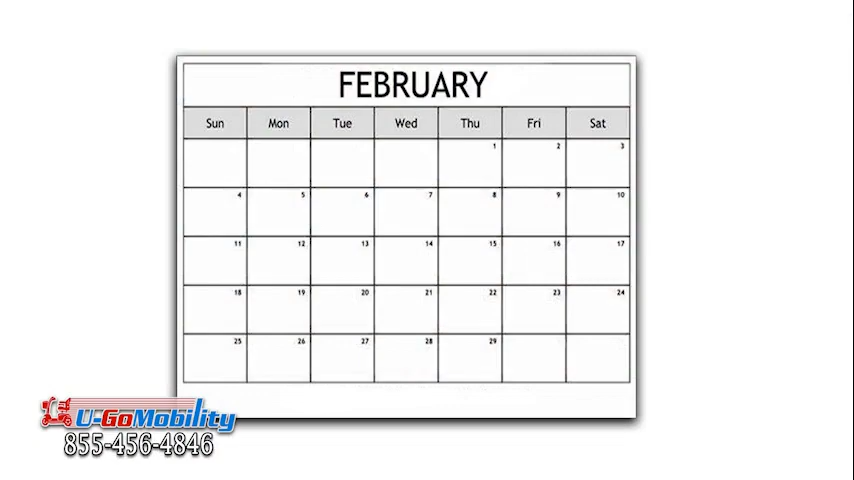 FEBRUARY
Sun Mon Tue Wed Thu Fri Sat
1 2 3
4 5 6 7 8 9 10
11 12 13 14 15 16 17
18 19 20 21 22 23 24
25 26 27 28 29
U-GoMobility
855-456-4846